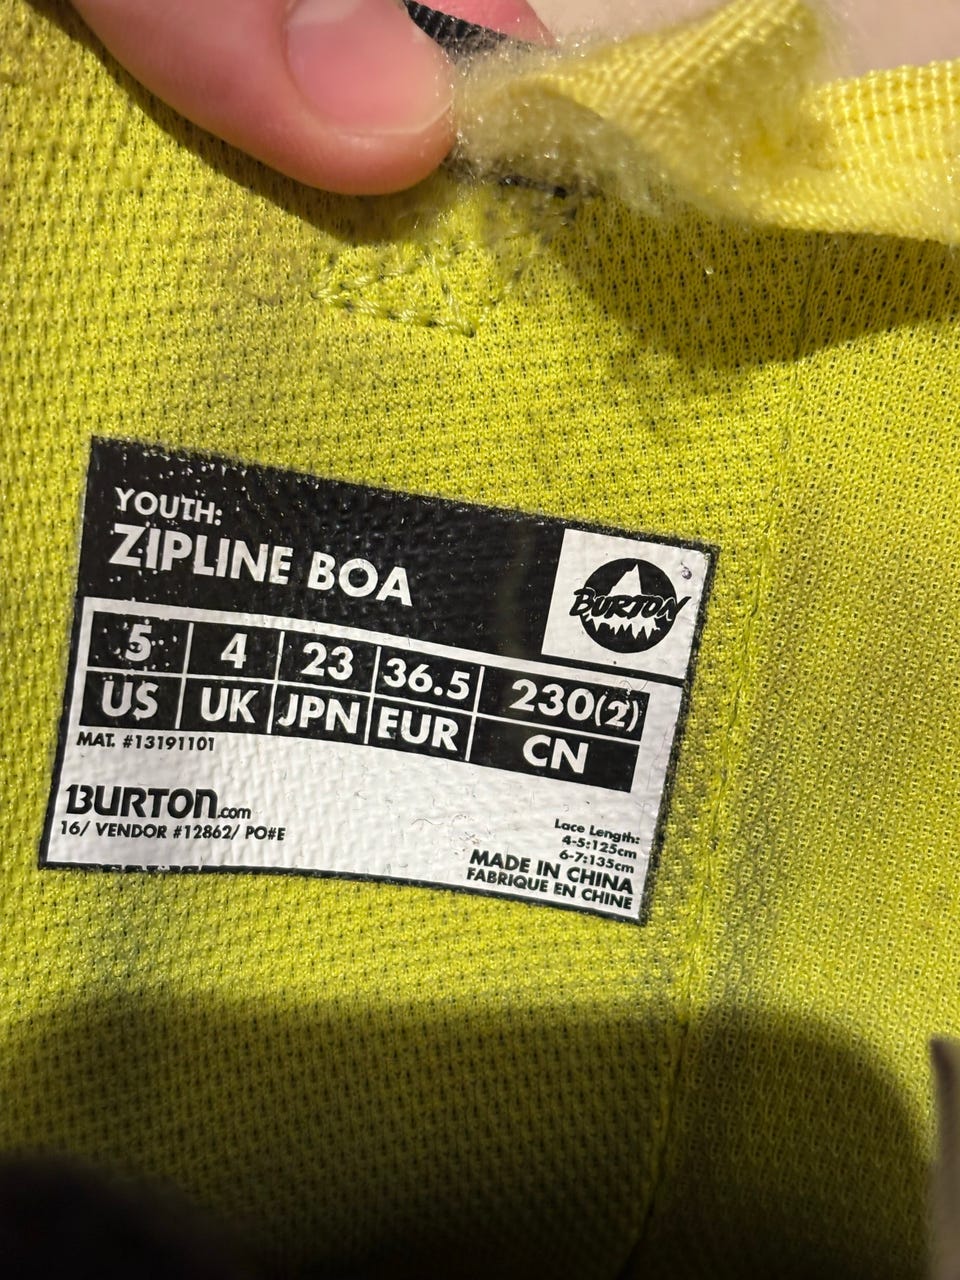 YOUTH:
ZIPLINE BOA
BURTON
5 4 23 36.5 230(2)
US UK JPN EUR CN
MAT. #13191101
BURTON.com
16/ VENDOR #12862/ PO#E
Lace Length:
4-5:125cm
6-7:135cm
MADE IN CHINA
FABRIQUE EN CHINE